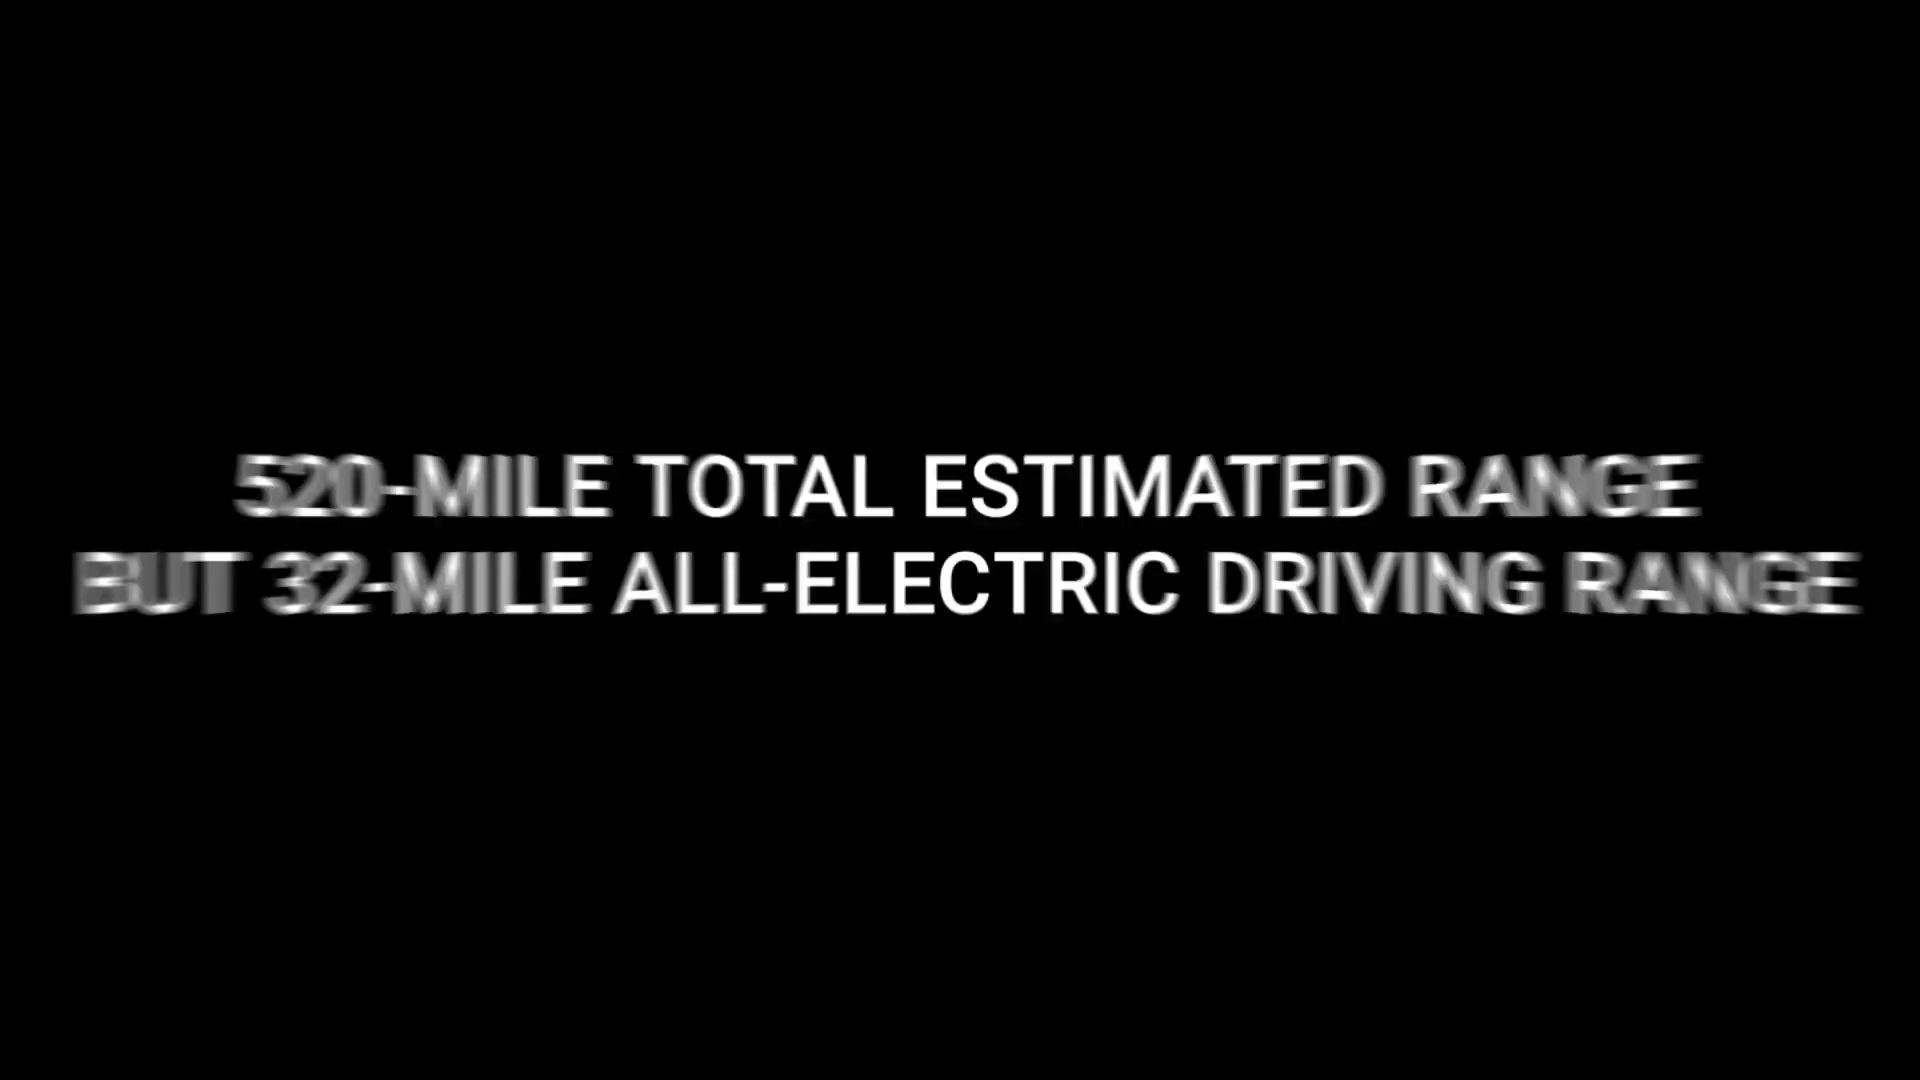 520-MILE TOTAL ESTIMATED RANGE
BUT 32-MILE ALL-ELECTRIC DRIVING RANGE